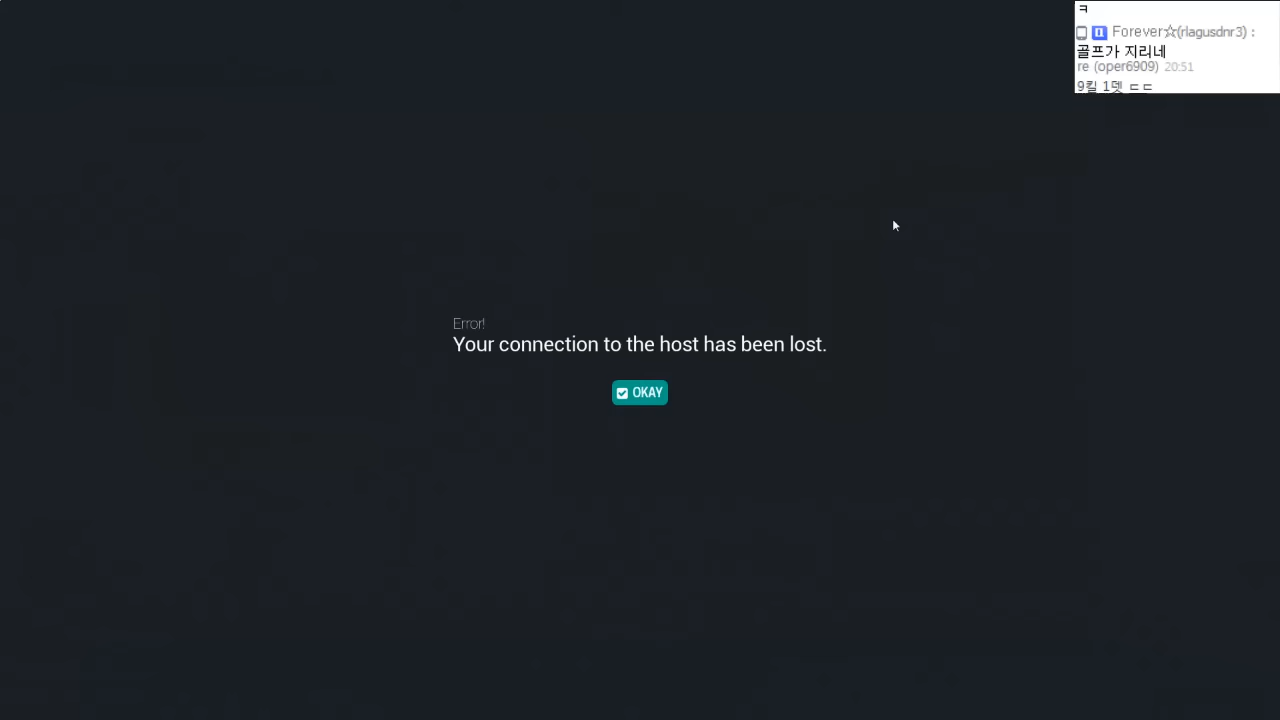 ㅋ
Forever☆(rlagusdnr3) :
골프가 지리네
re (oper6909) 20:51
9킬 1뎃 ㄷㄷ
Error!
Your connection to the host has been lost.
OKAY